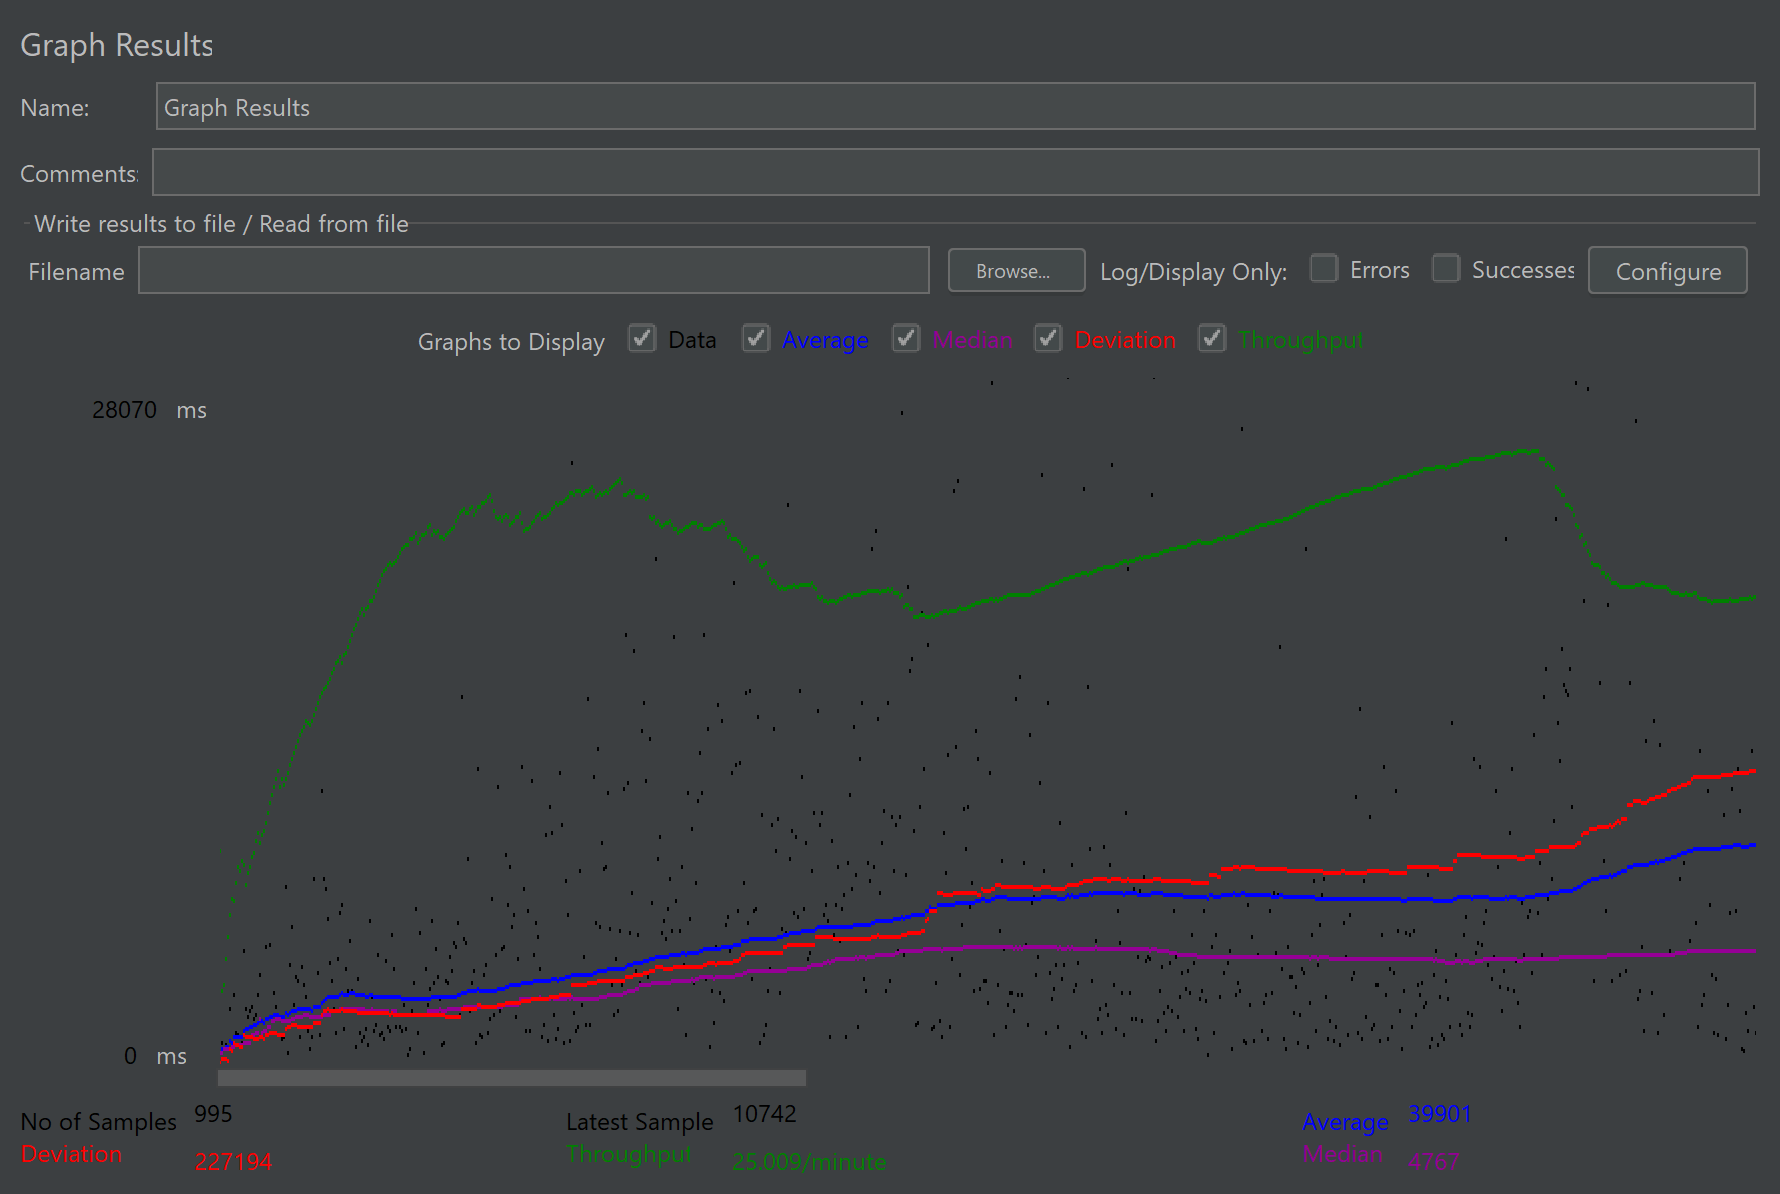 Graph Results
Name: Graph Results
Comments:
Write results to file / Read from file
Filename Browse... Log/Display Only: Errors Successes Configure
Graphs to Display Data Average Median Deviation Throughput
28070 ms
0 ms
No of Samples 995 Latest Sample 10742 Average 39901
Deviation 227194 Throughput 25.009/minute Median 4767